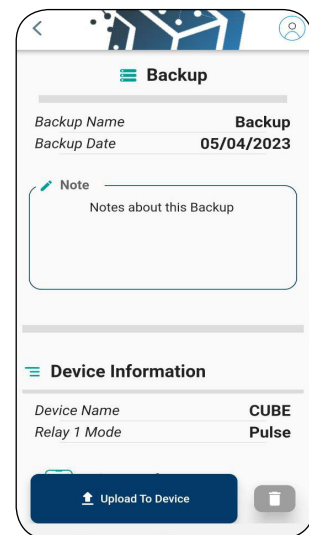 Backup
Backup Name Backup
Backup Date 05/04/2023
Note
Notes about this Backup
Device Information
Device Name CUBE
Relay 1 Mode Pulse
Upload To Device